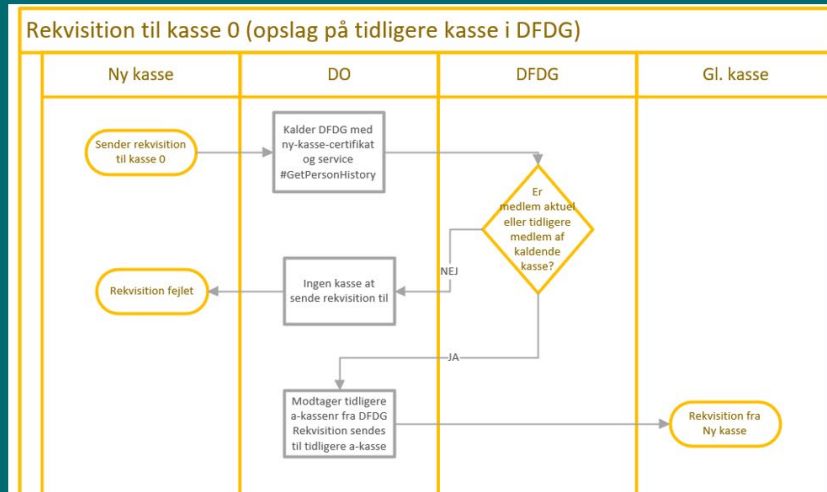 Rekvisition til kasse 0 (opslag på tidligere kasse i DFDG)
Ny kasse
DO
DFDG
Gl. kasse
Sender rekvisition
til kasse 0
Kalder DFDG med
ny-kasse-certifikat
og service
#GetPersonHistory
Er
medlem aktuel
eller tidligere
medlem af
kaldende
kasse?
NEJ
Ingen kasse at
sende rekvisition til
Rekvisition fejlet
JA
Modtager tidligere
a-kassenr fra DFDG
Rekvisition sendes
til tidligere a-kasse
Rekvisition fra
Ny kasse